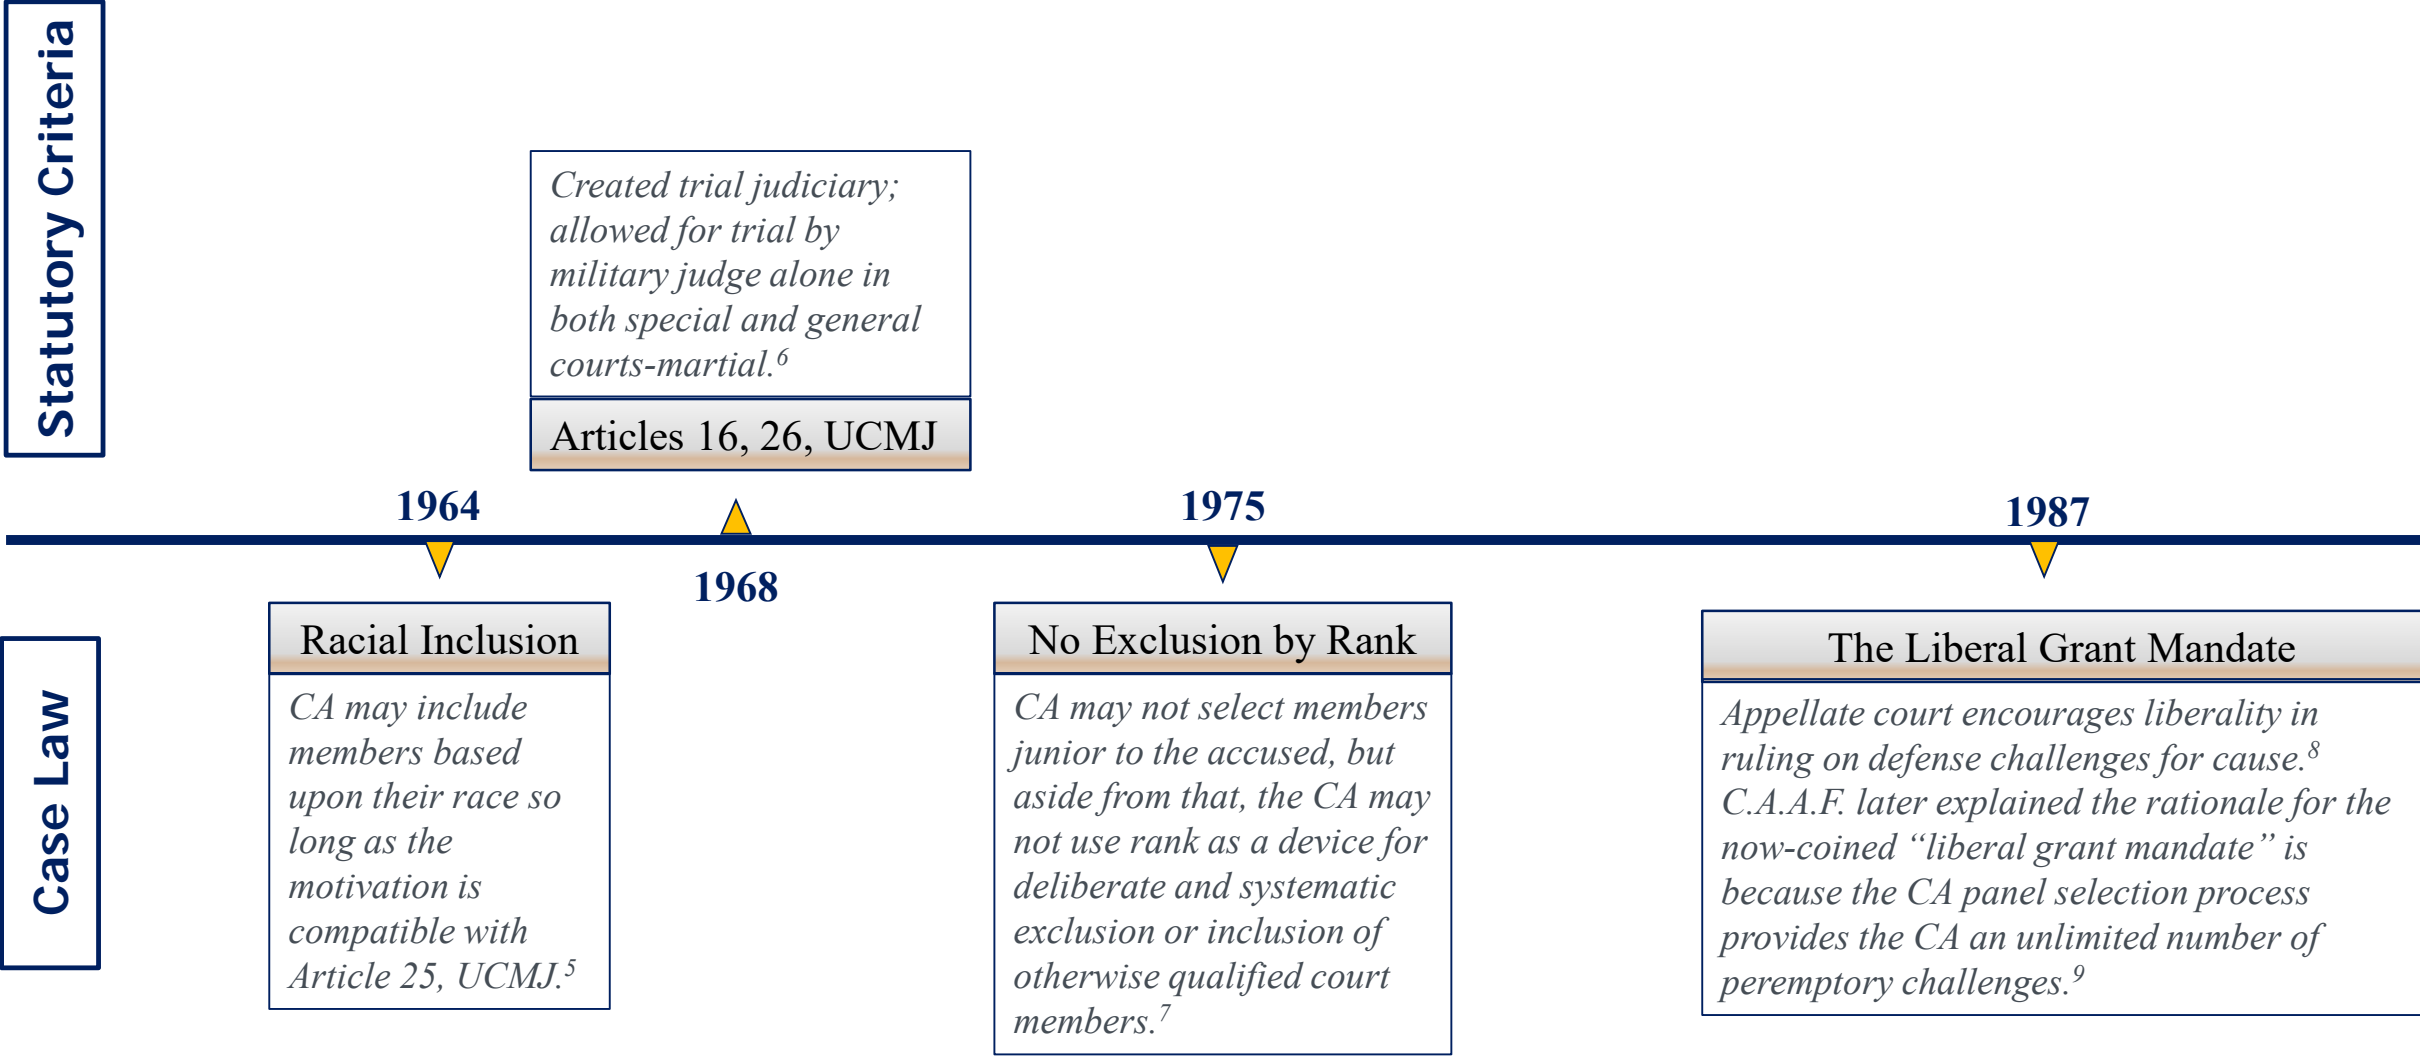 Statutory Criteria
Created trial judiciary;
allowed for trial by
military judge alone in
both special and general
courts-martial.6
Articles 16, 26, UCMJ
1964
1975
1987
1968
Case Law
Racial Inclusion
CA may include
members based
upon their race so
long as the
motivation is
compatible with
Article 25, UCMJ.5
No Exclusion by Rank
CA may not select members
junior to the accused, but
aside from that, the CA may
not use rank as a device for
deliberate and systematic
exclusion or inclusion of
otherwise qualified court
members.7
The Liberal Grant Mandate
Appellate court encourages liberality in
ruling on defense challenges for cause.8
C.A.A.F. later explained the rationale for the
now-coined “liberal grant mandate” is
because the CA panel selection process
provides the CA an unlimited number of
peremptory challenges.9